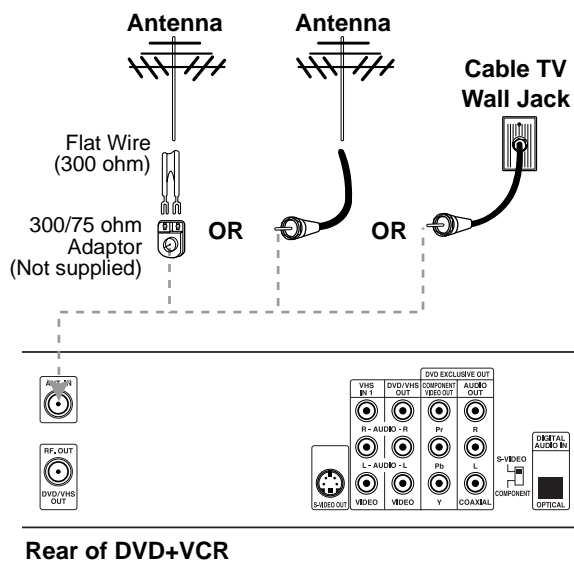 Antenna
Antenna
Cable TV
Wall Jack
Flat Wire
(300 ohm)
300/75 ohm
Adaptor
(Not supplied)
OR
OR
ANT. IN
RF. OUT
DVD/VHS
OUT
DVD EXCLUSIVE OUT
VHS
IN 1
DVD/VHS
OUT
COMPONENT
VIDEO OUT
AUDIO
OUT
R - AUDIO - R
Pr
R
L - AUDIO - L
Pb
L
VIDEO
VIDEO
Y
COAXIAL
S-VIDEO OUT
S-VIDEO
COMPONENT
DIGITAL
AUDIO IN
OPTICAL
Rear of DVD+VCR